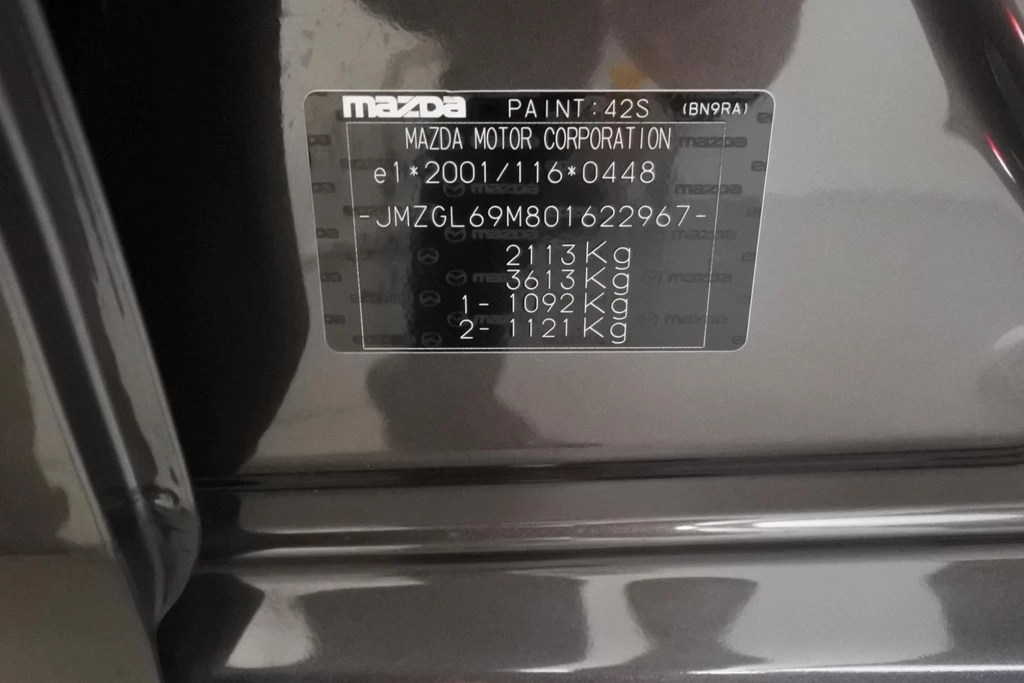 mazda PAINT:42S (BN9RA)
MAZDA MOTOR CORPORATION
e1*2001/116*0448
-JMZGL69M801622967-
2113Kg
3613Kg
1- 1092Kg
2- 1121Kg